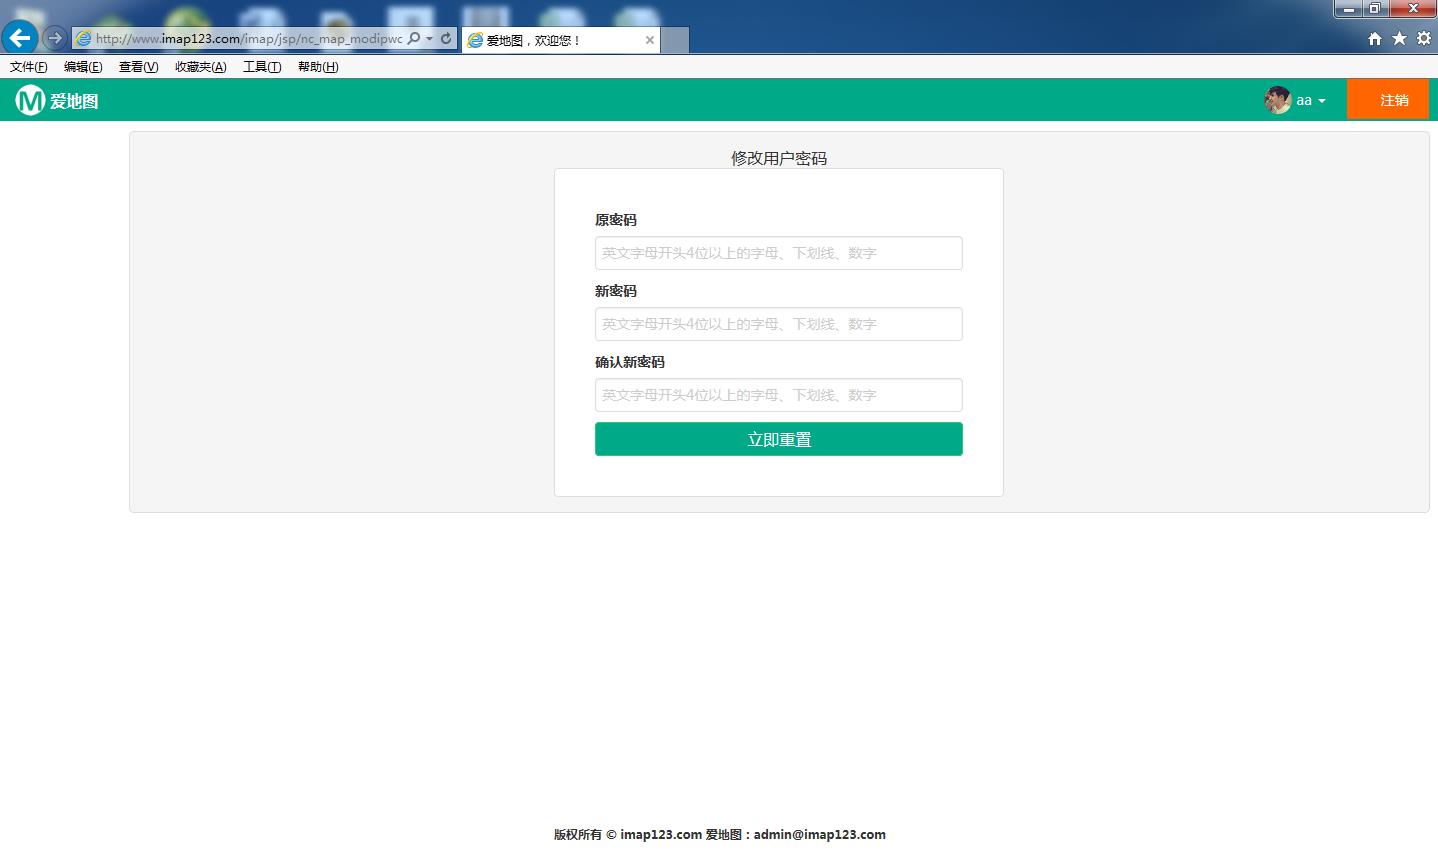 http://www.imap123.com/imap/jsp/nc_map_modipwc
爱地图，欢迎您！
文件(F) 编辑(E) 查看(V) 收藏夹(A) 工具(T) 帮助(H)
M 爱地图
aa
注销
修改用户密码
原密码
英文字母开头4位以上的字母、下划线、数字
新密码
英文字母开头4位以上的字母、下划线、数字
确认新密码
英文字母开头4位以上的字母、下划线、数字
立即重置
版权所有 © imap123.com 爱地图：admin@imap123.com